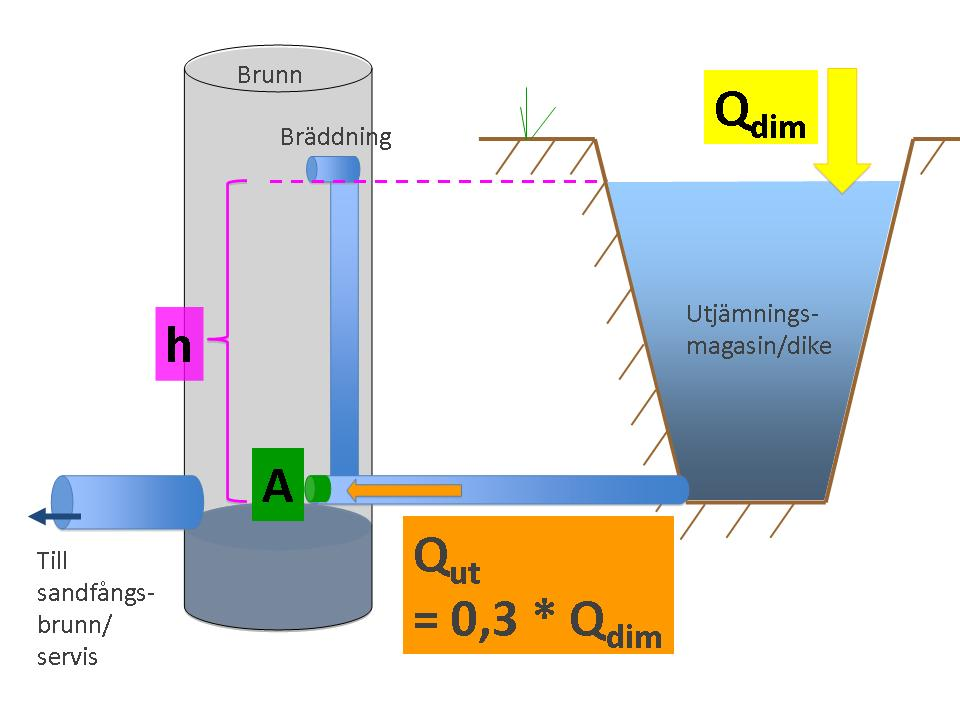 Brunn
Bräddning
Qdim
h
Utjämnings-
magasin/dike
A
Qut
= 0,3 * Qdim
Till
sandfångs-
brunn/
servis